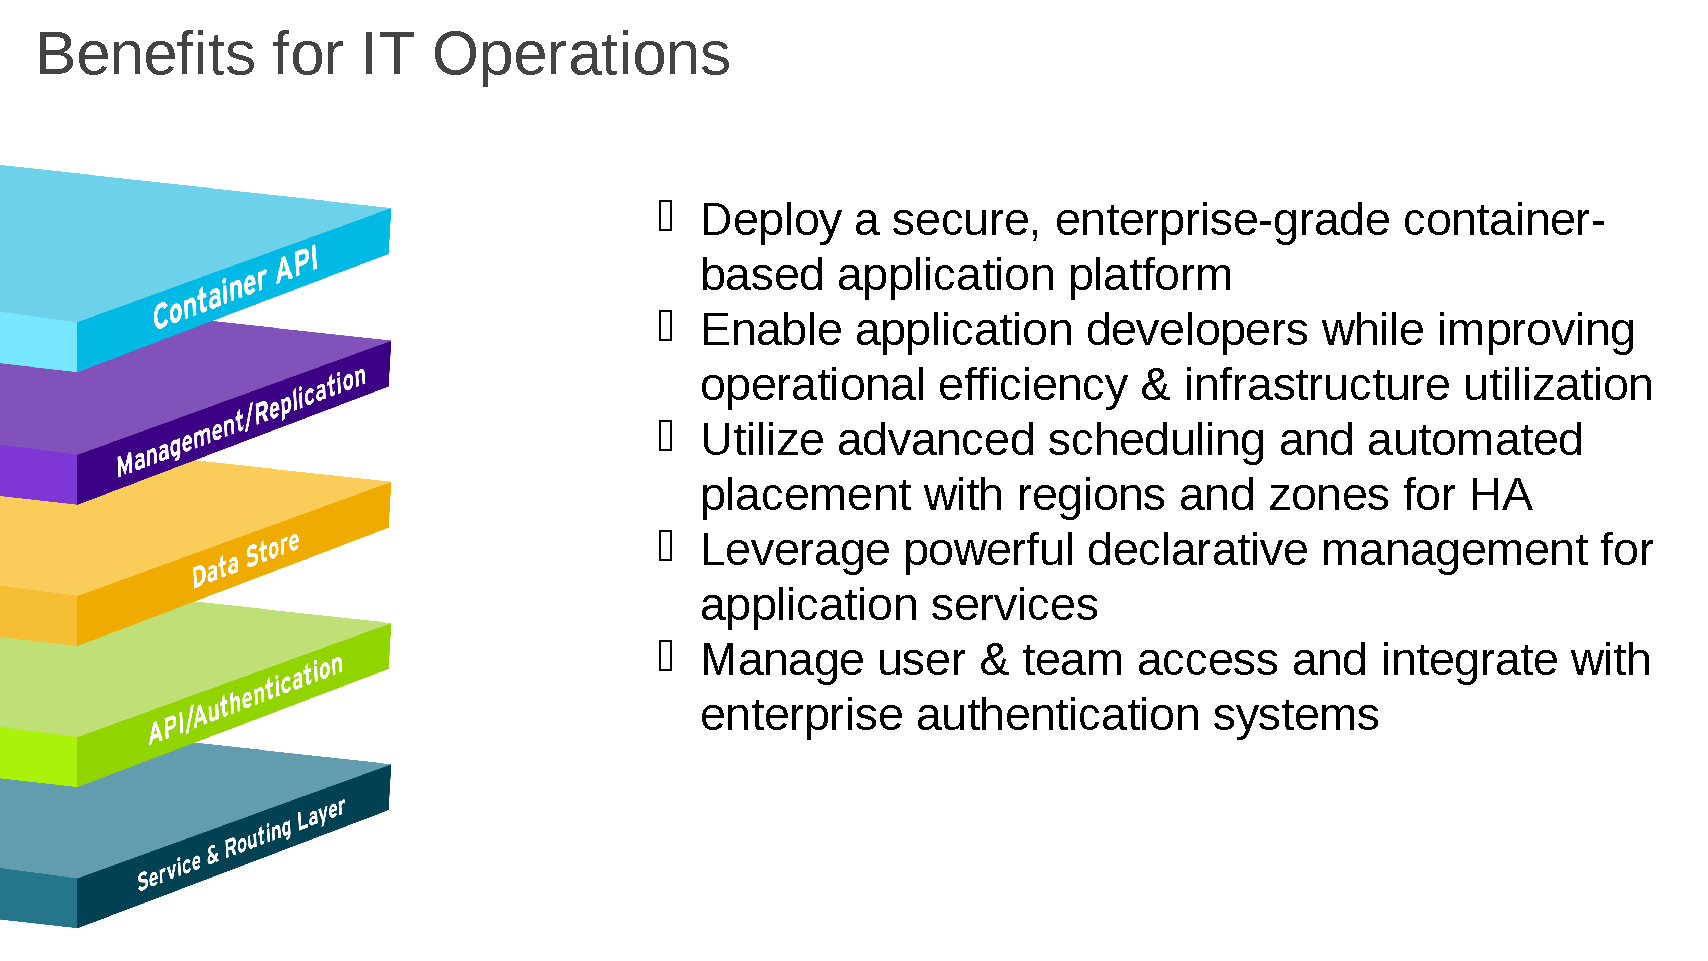 Benefits for IT Operations
Container API
Management/Replication
Data Store
API/Authentication
Service & Routing Layer
Deploy a secure, enterprise-grade container-
based application platform
Enable application developers while improving
operational efficiency & infrastructure utilization
Utilize advanced scheduling and automated
placement with regions and zones for HA
Leverage powerful declarative management for
application services
Manage user & team access and integrate with
enterprise authentication systems